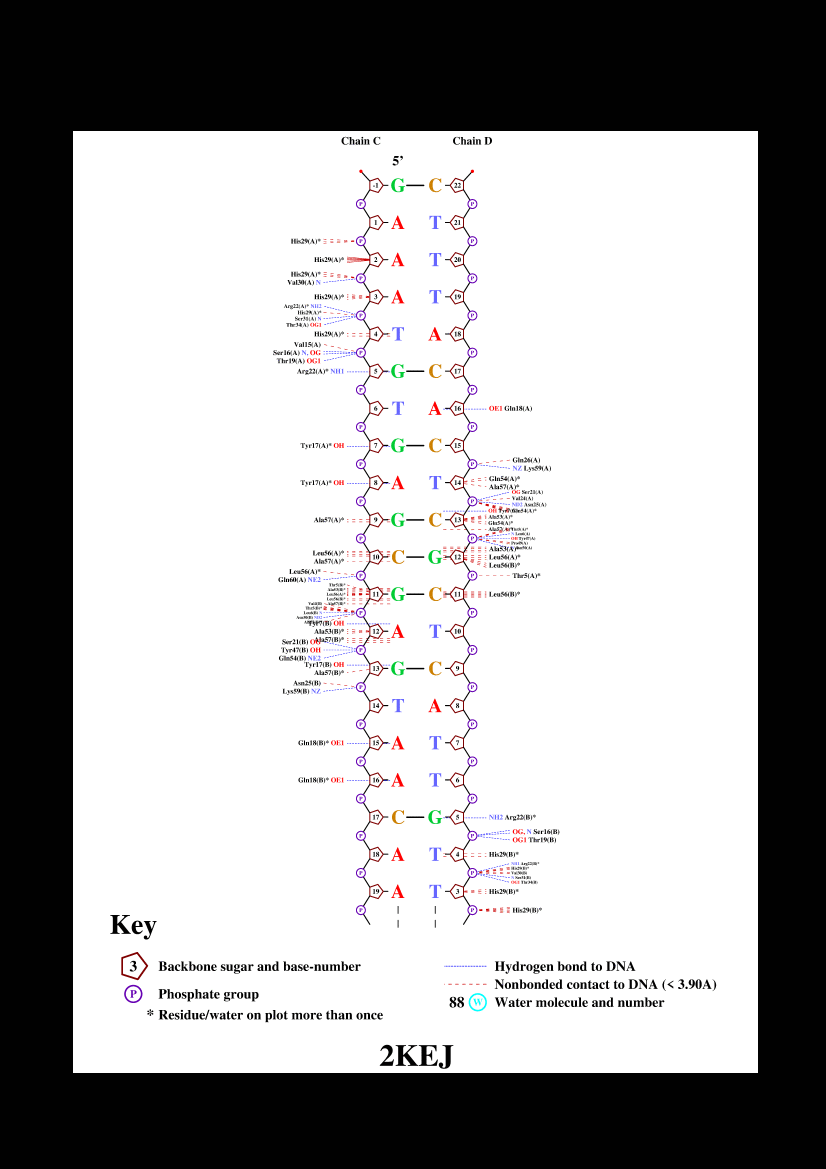 Chain C Chain D
5'
-1 G C 22
P P
1 A T 21
His29(A)* P P
His29(A)* 2 A T 20
His29(A)*
Val30(A) N P P
His29(A)* 3 A T 19
Arg22(A)* NH2
His29(A)* P P
Ser31(A) N
Thr34(A) OG1
His29(A)* 4 T A 18
Val15(A)
Ser16(A) N, OG P P
Thr19(A) OG1
Arg22(A)* NH1 5 G C 17
P P
6 T A 16 OE1 Gln18(A)
P P
Tyr17(A)* OH 7 G C 15
P P Gln26(A)
NZ Lys59(A)
Tyr17(A)* OH 8 A T 14 Gln54(A)*
Ala57(A)*
OG Ser21(A)
P P Val24(A)
NH2 Asn25(A)
Ala57(A)* 9 G C 13 Ala53(A)*
Gln54(A)*
P P
Leu56(A)* 10 C G 12 Ala53(A)*
Ala57(A)* Leu56(A)*
Leu56(B)*
Leu56(A)* P P Thr5(A)*
Gln60(A) NE2
11 G C 11 Leu56(B)*
P P
Tyr7(B) OH
Ala53(B)* 12 A T 10
Ala57(B)*
Ser21(B) OH
Tyr47(B) OH P P
Gln54(B) NE2
Tyr17(B) OH 13 G C 9
Ala57(B)*
Asn25(B) P P
Lys59(B) NZ
14 T A 8
P P
Gln18(B)* OE1 15 A T 7
P P
Gln18(B)* OE1 16 A T 6
P P
17 C G 5 NH2 Arg22(B)*
P P OG, N Ser16(B)
OG1 Thr19(B)
18 A T 4 His29(B)*
NH1 Arg22(B)*
His29(B)*
P P Val30(B)
N Ser31(B)
OG1 Thr34(B)
19 A T 3 His29(B)*
P P His29(B)*
Key
3 Backbone sugar and base-number
P Phosphate group
* Residue/water on plot more than once
Hydrogen bond to DNA
Nonbonded contact to DNA (< 3.90A)
88 W Water molecule and number
2KEJ